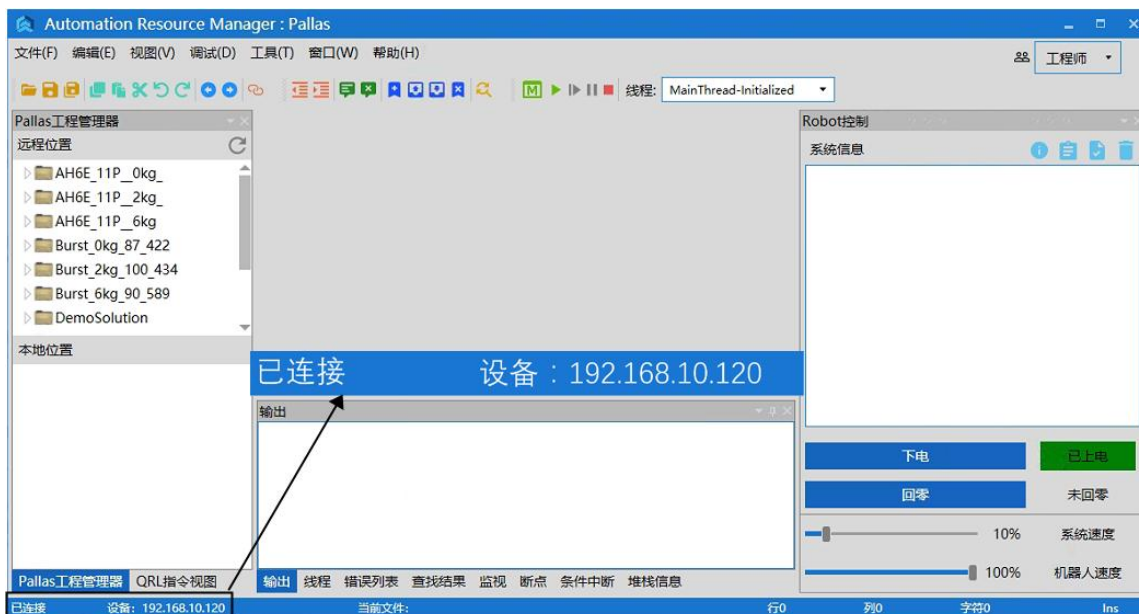 Automation Resource Manager : Pallas
文件(F) 编辑(E) 视图(V) 调试(D) 工具(T) 窗口(W) 帮助(H)
工程师
M
线程: MainThread-Initialized
Pallas工程管理器
远程位置
AH6E_11P__0kg_
AH6E_11P__2kg_
AH6E_11P__6kg
Burst_0kg_87_422
Burst_2kg_100_434
Burst_6kg_90_589
DemoSolution
本地位置
Pallas工程管理器 QRL指令视图
已连接 设备：192.168.10.120
输出
输出 线程 错误列表 查找结果 监视 断点 条件中断 堆栈信息
Robot控制
系统信息
下电 已上电
回零 未回零
10% 系统速度
100% 机器人速度
已连接 设备: 192.168.10.120 当前文件: 行0 列0 字符0 Ins